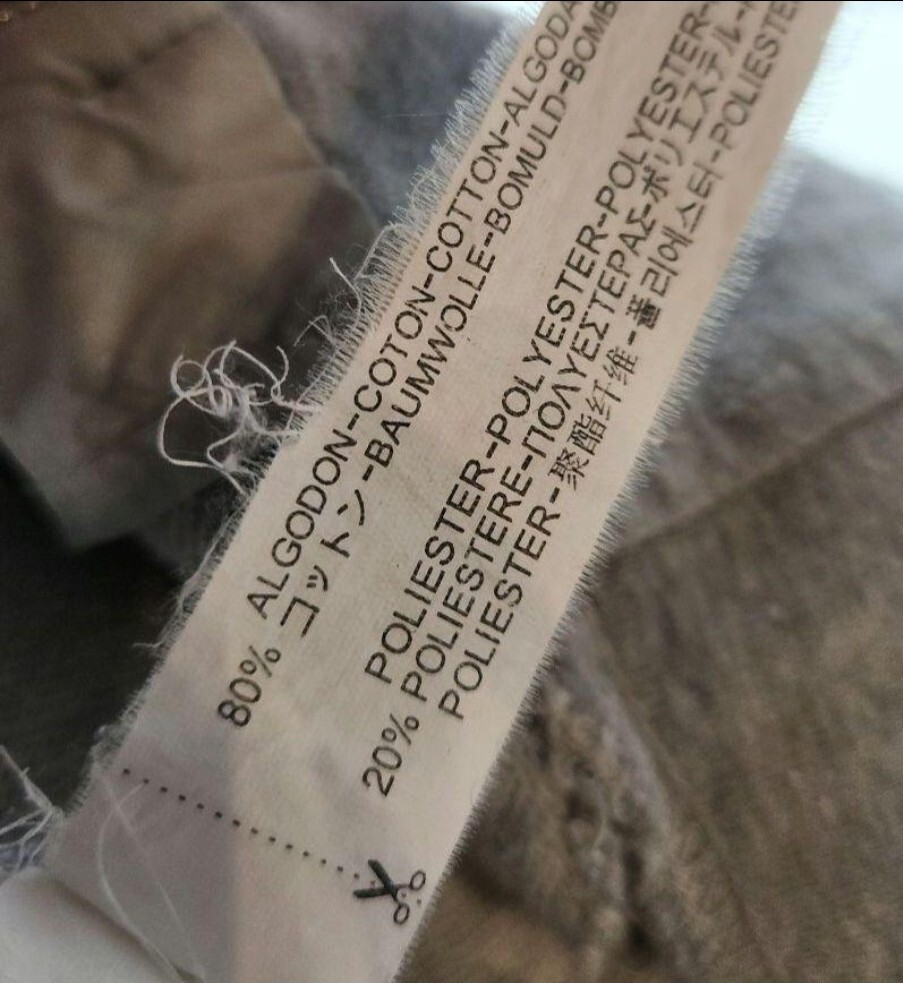 80% ALGODON-COTON-COTTON-ALGODA
コットン-BAUMWOLLE-BOMULD-BOMB
POLIESTER-POLYESTER-POLYESTER-
20% POLIESTERE-ΠΟΛΥΕΣΤΕΡΑΣ-ポリエステル-
POLIESTER-聚酯纤维-폴리에스터-POLIESTE